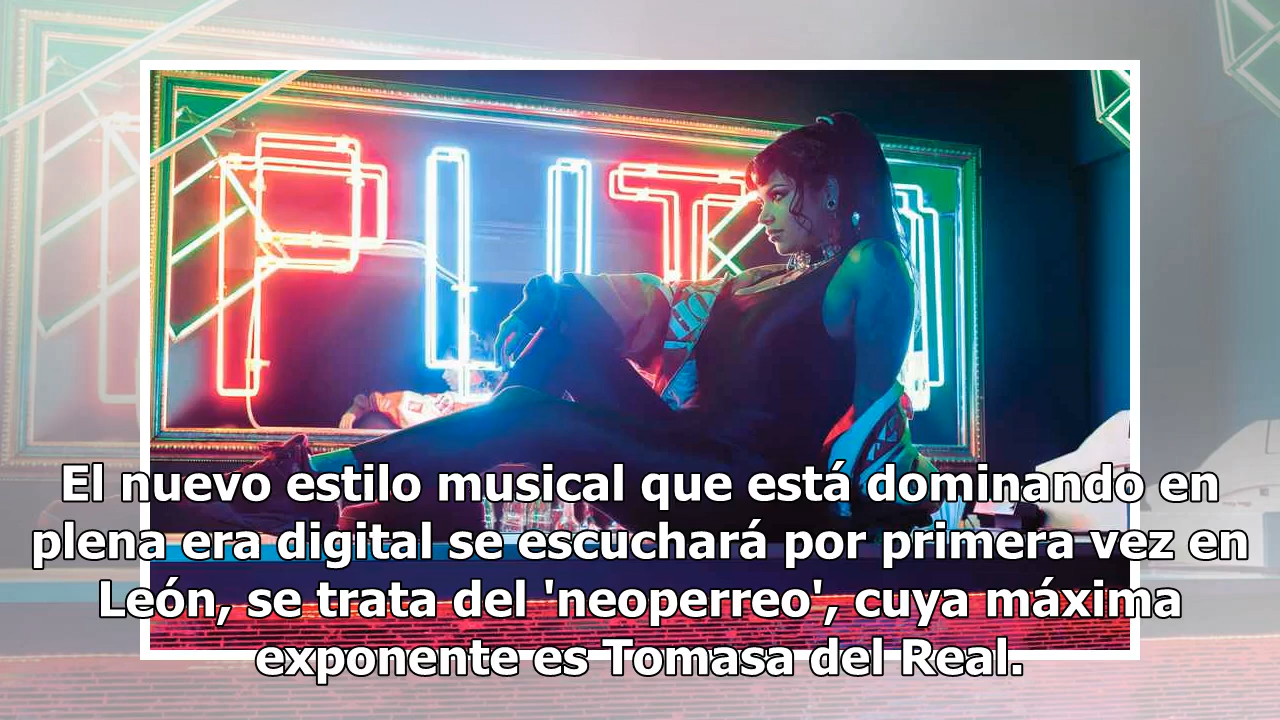 PUTX
El nuevo estilo musical que está dominando en
plena era digital se escuchará por primera vez en
León, se trata del 'neoperreo', cuya máxima
exponente es Tomasa del Real.